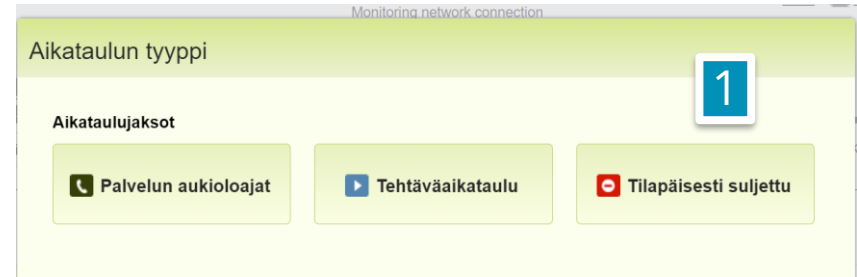 Monitoring network connection
Aikataulun tyyppi
1
Aikataulujaksot
Palvelun aukioloajat
Tehtäväaikataulu
Tilapäisesti suljettu